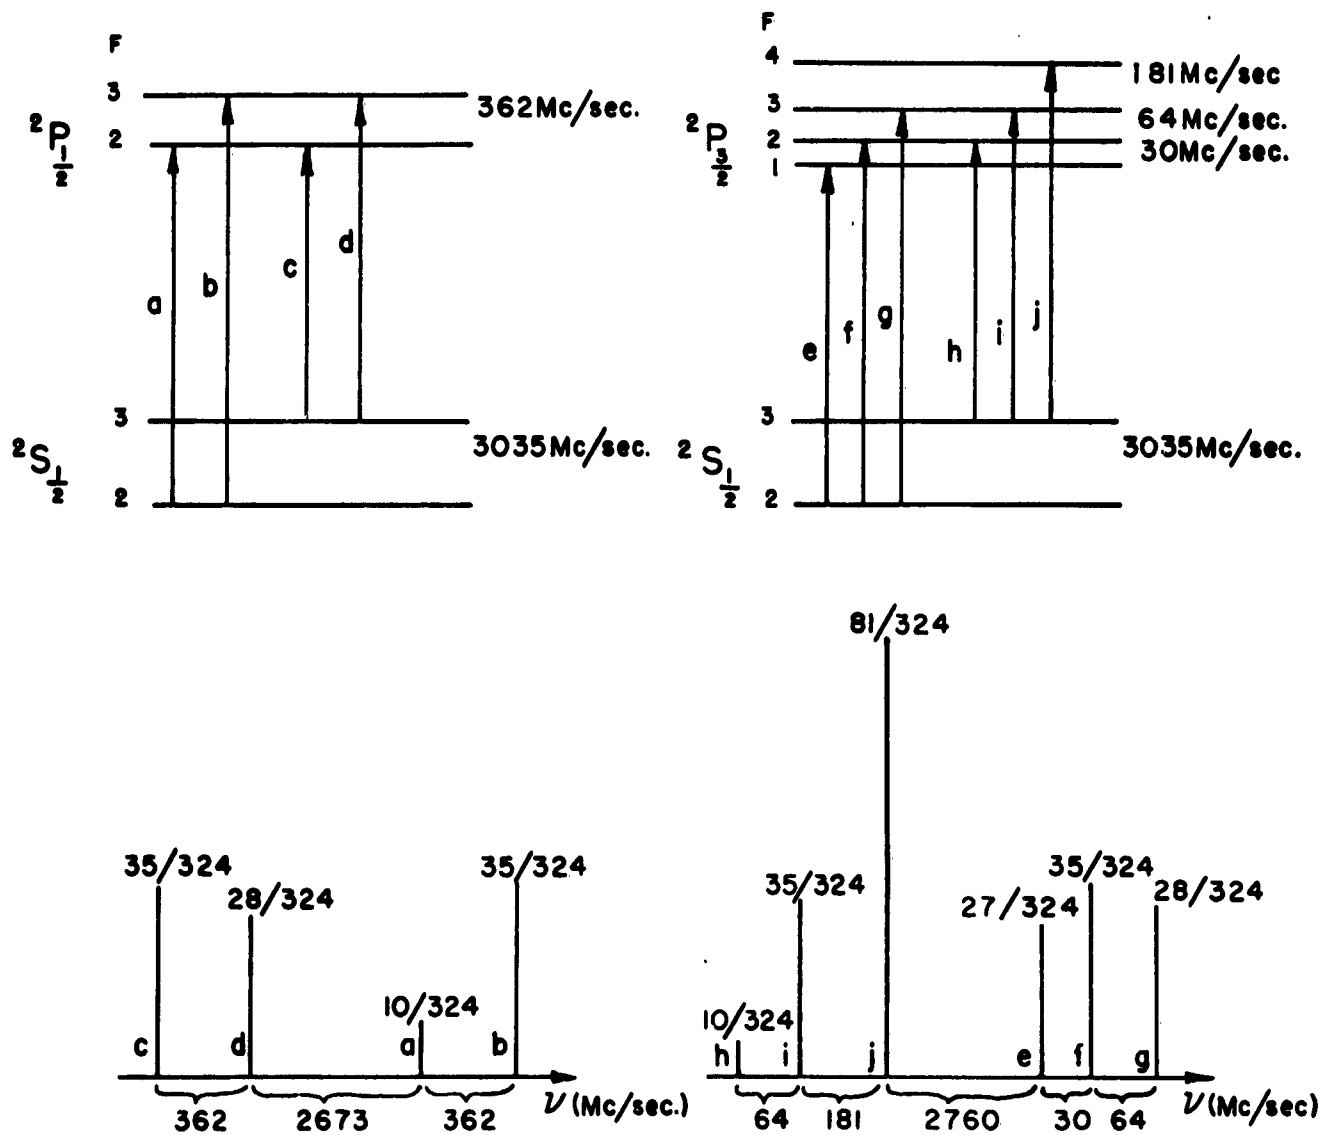 F
3
362Mc/sec.
²P½
2
a
b
c
d
3
3035Mc/sec.
²S½
2
F
4
181Mc/sec
3
64Mc/sec.
²P3/2
2
30Mc/sec.
1
e
f
g
h
i
j
3
3035Mc/sec.
²S½
2
35/324
28/324
10/324
35/324
c
d
a
b
362
2673
362
ν (Mc/sec.)
81/324
10/324
35/324
27/324
35/324
28/324
h
i
j
e
f
g
64
181
2760
30
64
ν (Mc/sec)